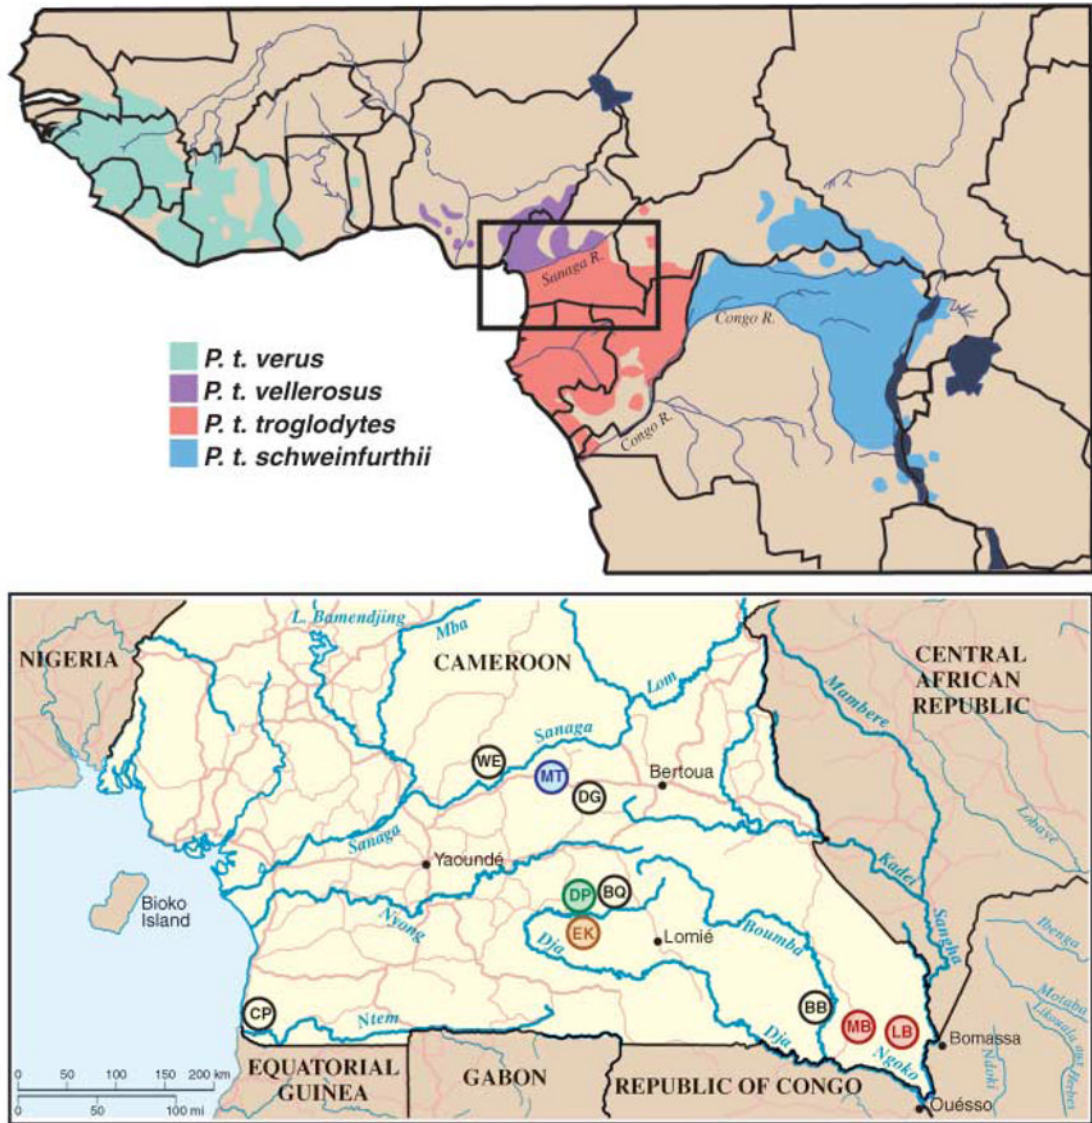 Sanaga R.
Congo R.
Congo R.
P. t. verus
P. t. vellerosus
P. t. troglodytes
P. t. schweinfurthii
L. Bamendjing
Mba
NIGERIA
CAMEROON
CENTRAL
AFRICAN
REPUBLIC
Lom
Mambere
Sanaga
WE
MT
DG
Bertoua
Lobaye
Sanaga
Yaoundé
Kadei
Bioko
Island
Nyong
DP
BQ
EK
Dja
Lomié
Boumba
Sangha
Ibenga
Motaba
Likouala aux
Herbes
Ndoki
CP
Ntem
BB
MB
LB
Dja
Ngoko
Bomassa
EQUATORIAL
GUINEA
GABON
REPUBLIC OF CONGO
Ouésso
0 50 100 150 200 km
0 50 100 mi